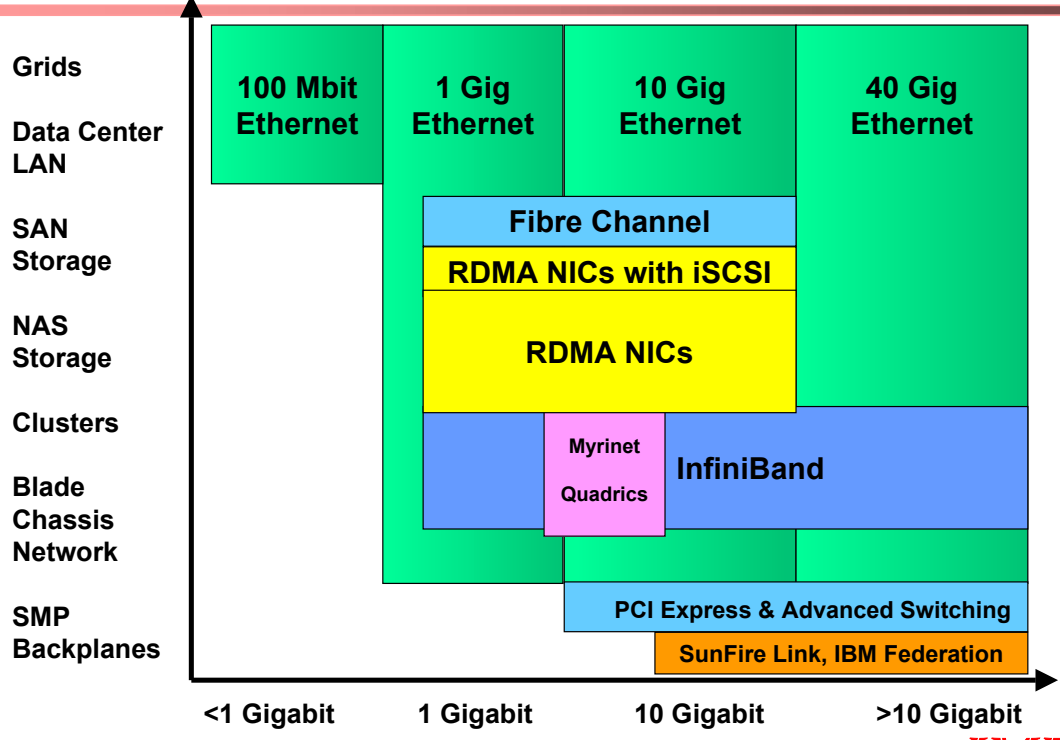 Grids
Data Center
LAN
SAN
Storage
NAS
Storage
Clusters
Blade
Chassis
Network
SMP
Backplanes
100 Mbit
Ethernet
1 Gig
Ethernet
10 Gig
Ethernet
40 Gig
Ethernet
Fibre Channel
RDMA NICs with iSCSI
RDMA NICs
Myrinet
Quadrics
InfiniBand
PCI Express & Advanced Switching
SunFire Link, IBM Federation
<1 Gigabit
1 Gigabit
10 Gigabit
>10 Gigabit